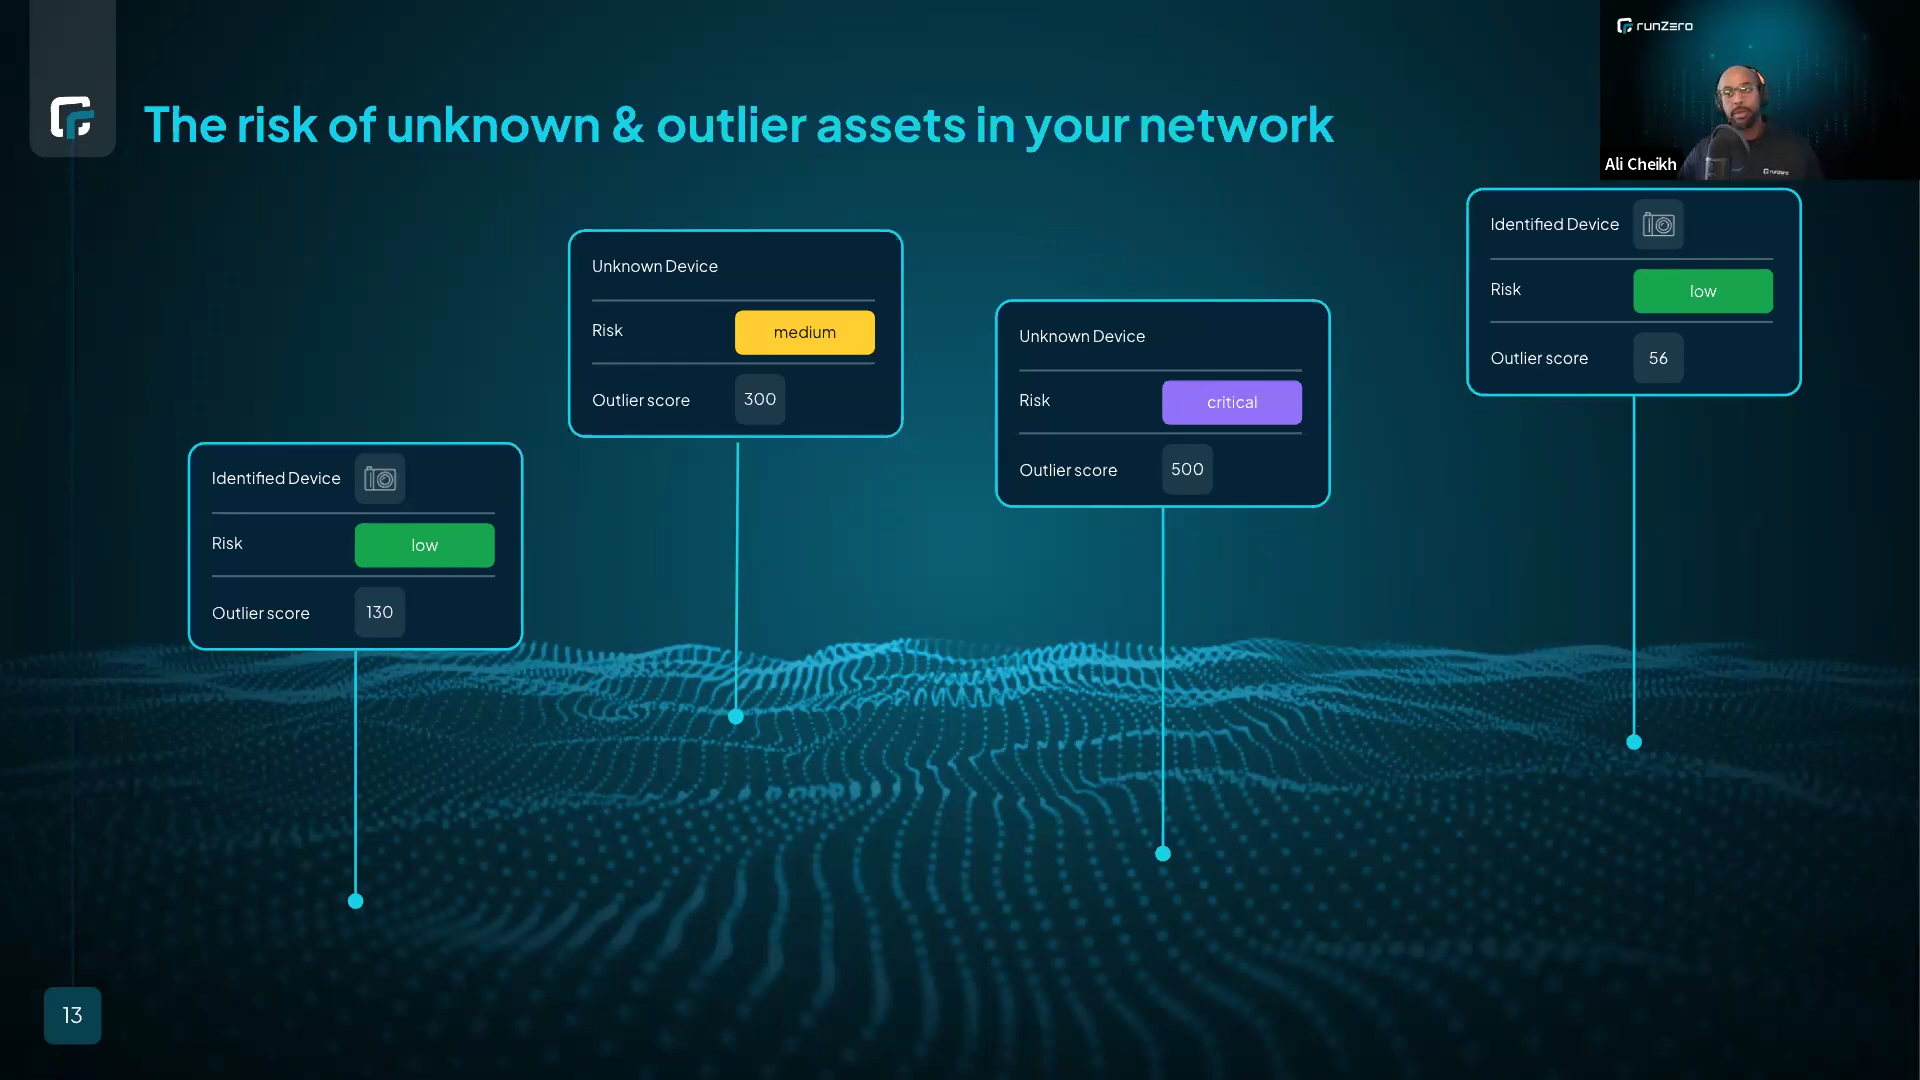 runZero
The risk of unknown & outlier assets in your network
Ali Cheikh
runZero
Identified Device
Risk
low
Outlier score
130
Unknown Device
Risk
medium
Outlier score
300
Unknown Device
Risk
critical
Outlier score
500
Identified Device
Risk
low
Outlier score
56
13